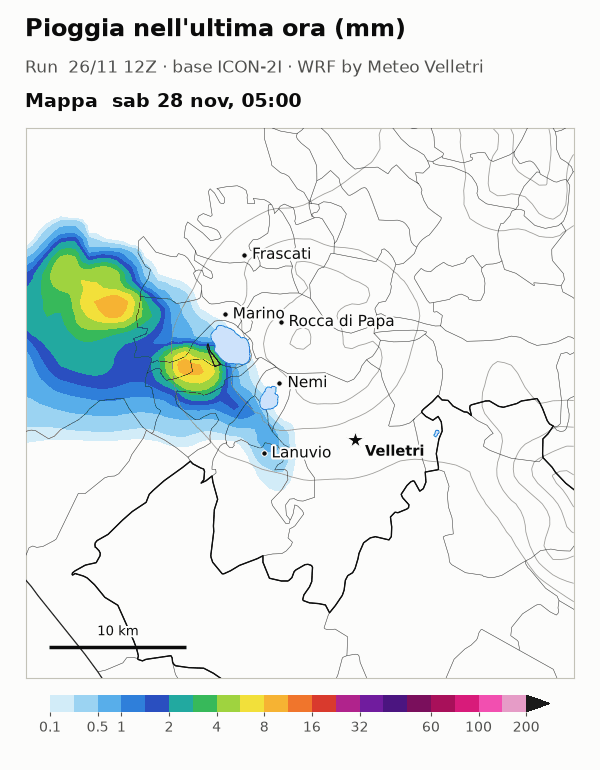 Pioggia nell'ultima ora (mm)
Run  26/11 12Z · base ICON-2I · WRF by Meteo Velletri
Mappa  sab 28 nov, 05:00
Frascati
Marino
Rocca di Papa
Nemi
Velletri
Lanuvio
10 km
0.1 0.5 1 2 4 8 16 32 60 100 200